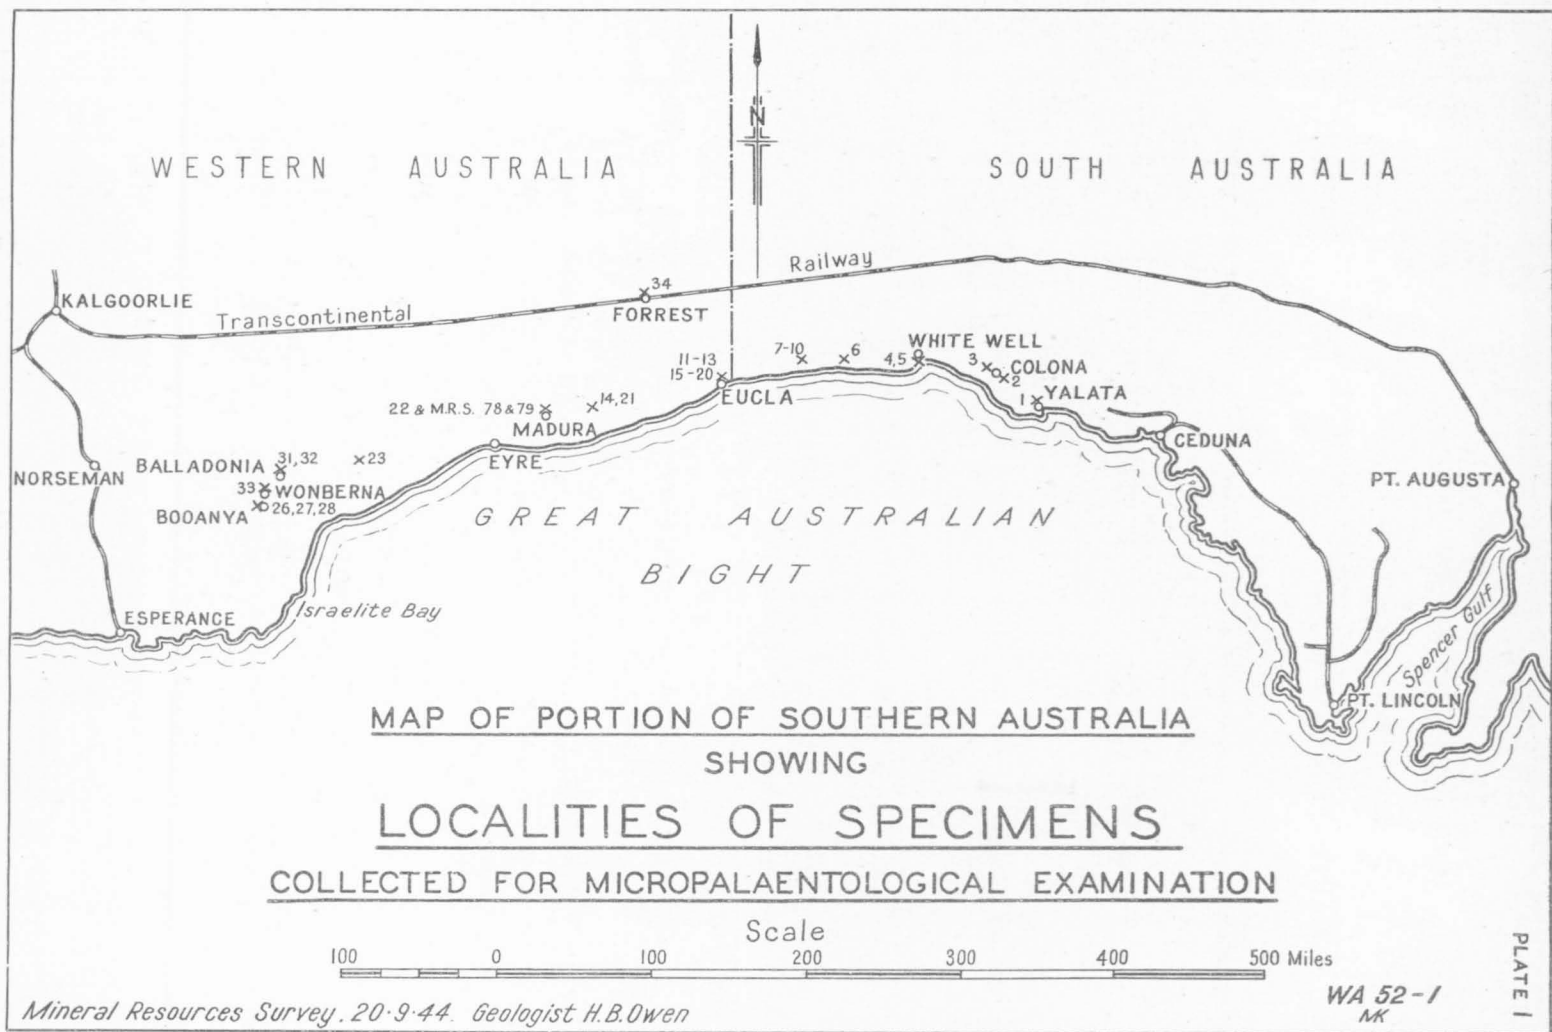 N
WESTERN AUSTRALIA
SOUTH AUSTRALIA
Railway
Transcontinental
KALGOORLIE
34
FORREST
WHITE WELL
7-10
6
4,5
3
COLONA
2
11-13
15-20
EUCLA
1
YALATA
22 & M.R.S. 78 & 79
14,21
MADURA
EYRE
CEDUNA
NORSEMAN
BALLADONIA
31,32
23
33
WONBERNA
BOOANYA
26,27,28
PT. AUGUSTA
GREAT AUSTRALIAN
BIGHT
ESPERANCE
Israelite Bay
Spencer Gulf
PT. LINCOLN
MAP OF PORTION OF SOUTHERN AUSTRALIA
SHOWING
LOCALITIES OF SPECIMENS
COLLECTED FOR MICROPALAENTOLOGICAL EXAMINATION
Scale
100 0 100 200 300 400 500 Miles
Mineral Resources Survey. 20·9·44. Geologist H.B.Owen
WA 52-1
MK
PLATE 1